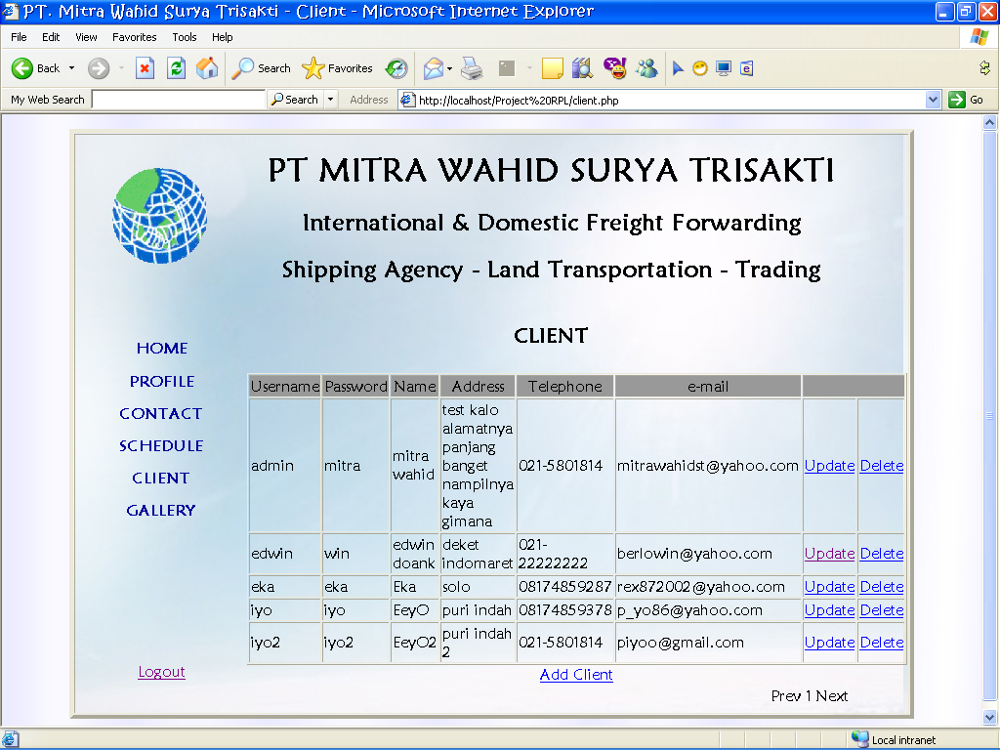 PT. Mitra Wahid Surya Trisakti - Client - Microsoft Internet Explorer
File Edit View Favorites Tools Help
Back Search Favorites
My Web Search Search Address http://localhost/Project%20RPL/client.php Go
PT MITRA WAHID SURYA TRISAKTI
International & Domestic Freight Forwarding
Shipping Agency - Land Transportation - Trading
CLIENT
HOME
PROFILE
CONTACT
SCHEDULE
CLIENT
GALLERY
Logout
Username Password Name Address Telephone e-mail
admin mitra mitra wahid test kalo alamatnya panjang banget nampilnya kaya gimana 021-5801814 mitrawahidst@yahoo.com Update Delete
edwin win edwin doank deket indomaret 021-22222222 berlowin@yahoo.com Update Delete
eka eka Eka solo 08174859287 rex872002@yahoo.com Update Delete
iyo iyo EeyO puri indah 08174859378 p_yo86@yahoo.com Update Delete
iyo2 iyo2 EeyO2 puri indah 2 021-5801814 piyoo@gmail.com Update Delete
Add Client
Prev 1 Next
Local intranet